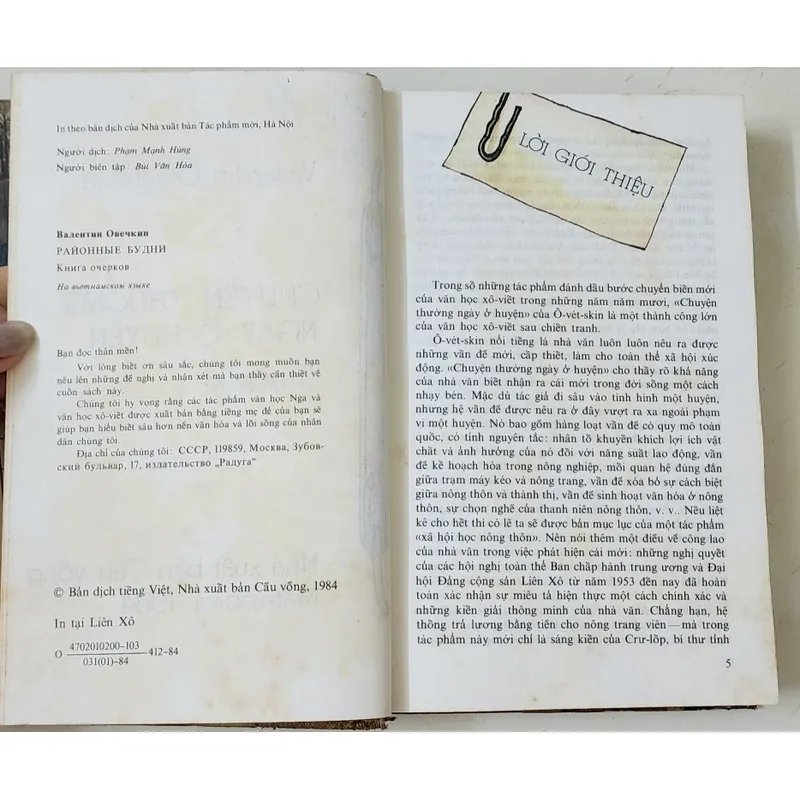 In theo bản dịch của Nhà xuất bản Tác phẩm mới, Hà Nội
Người dịch: Phạm Mạnh Hùng
Người biên tập: Bùi Văn Hòa
Валентин Овечкин
РАЙОННЫЕ БУДНИ
Книга очерков
На вьетнамском языке
Bạn đọc thân mến!
Với lòng biết ơn sâu sắc, chúng tôi mong muốn bạn
nêu lên những đề nghị và nhận xét mà bạn thấy cần thiết về
cuốn sách này.
Chúng tôi hy vọng rằng các tác phẩm văn học Nga và
văn học xô-viết được xuất bản bằng tiếng mẹ đẻ của bạn sẽ
giúp bạn hiểu biết sâu hơn nền văn hóa và lối sống của nhân
dân chúng tôi.
Địa chỉ của chúng tôi: СССР, 119859, Москва, Зубов-
ский бульвар, 17, издательство „Радуга“
© Bản dịch tiếng Việt, Nhà xuất bản Cầu vồng, 1984
In tại Liên Xô
О 4702010200–103
031(01)–84
412–84
LỜI GIỚI THIỆU
Trong số những tác phẩm đánh dấu bước chuyển biến mới
của văn học xô-viết trong những năm năm mươi, «Chuyện
thường ngày ở huyện» của Ô-vét-skin là một thành công lớn
của văn học xô-viết sau chiến tranh.
Ô-vét-skin nổi tiếng là nhà văn luôn luôn nêu ra được
những vấn đề mới, cấp thiết, làm cho toàn thể xã hội xúc
động. «Chuyện thường ngày ở huyện» cho thấy rõ khả năng
của nhà văn biết nhận ra cái mới trong đời sống một cách
nhạy bén. Mặc dù tác giả đi sâu vào tình hình một huyện,
nhưng hệ vấn đề được nêu ra ở đây vượt ra xa ngoài phạm
vi một huyện. Nó bao gồm hàng loạt vấn đề có quy mô toàn
quốc, có tính nguyên tắc: nhân tố khuyến khích lợi ích vật
chất và ảnh hưởng của nó đối với năng suất lao động, vấn
đề kế hoạch hóa trong nông nghiệp, mối quan hệ đúng đắn
giữa trạm máy kéo và nông trang, vấn đề xóa bỏ sự cách biệt
giữa nông thôn và thành thị, vấn đề sinh hoạt văn hóa ở nông
thôn, sự chọn nghề của thanh niên nông thôn, v. v.. Nếu liệt
kê cho hết thì có lẽ ta sẽ được bản mục lục của một tác phẩm
«xã hội học nông thôn». Nên nói thêm một điều về công lao
của nhà văn trong việc phát hiện cái mới: những nghị quyết
của các hội nghị toàn thể Ban chấp hành trung ương và Đại
hội Đảng cộng sản Liên Xô từ năm 1953 đến nay đã hoàn
toàn xác nhận sự miêu tả hiện thực một cách chính xác và
những kiến giải thông minh của nhà văn. Chẳng hạn, hệ
thống trả lương bằng tiền cho nông trang viên — mà trong
tác phẩm này mới chỉ là sáng kiến của Crư-lốp, bí thư tỉnh
5